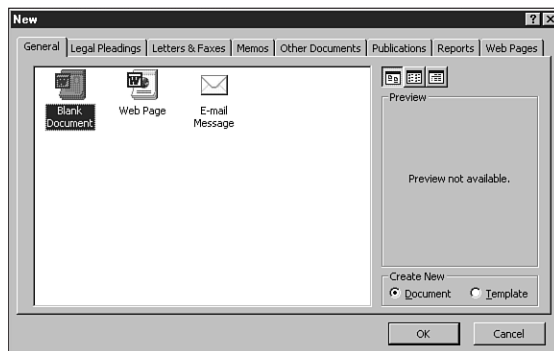 New
General Legal Pleadings Letters & Faxes Memos Other Documents Publications Reports Web Pages
Blank Document
Web Page
E-mail Message
Preview
Preview not available.
Create New
Document Template
OK Cancel